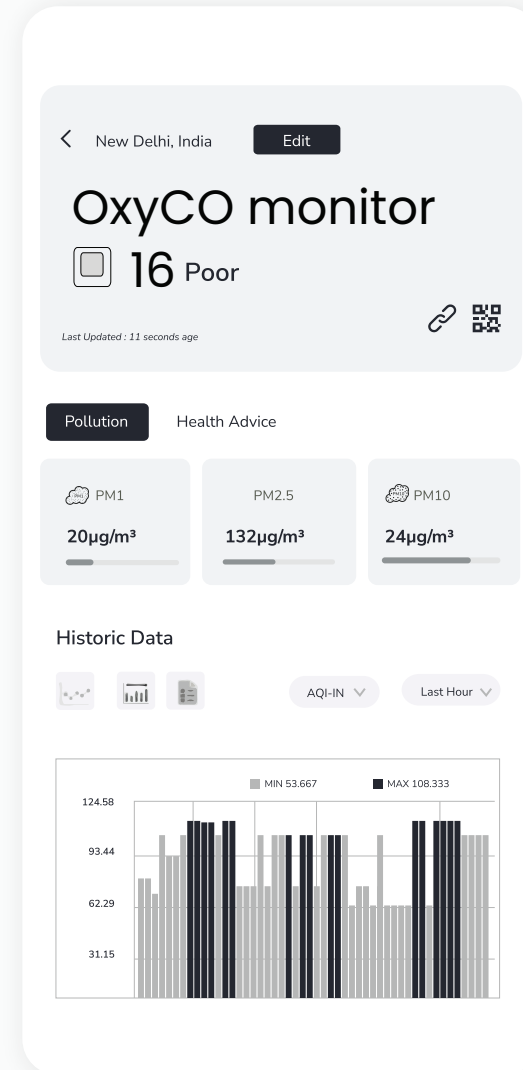 New Delhi, India
Edit
OxyCO monitor
16 Poor
Last Updated : 11 seconds age
Pollution
Health Advice
PM1 PM1
20µg/m³
PM2.5
132µg/m³
PM10 PM10
24µg/m³
Historic Data
AQI-IN
Last Hour
MIN 53.667
MAX 108.333
124.58
93.44
62.29
31.15